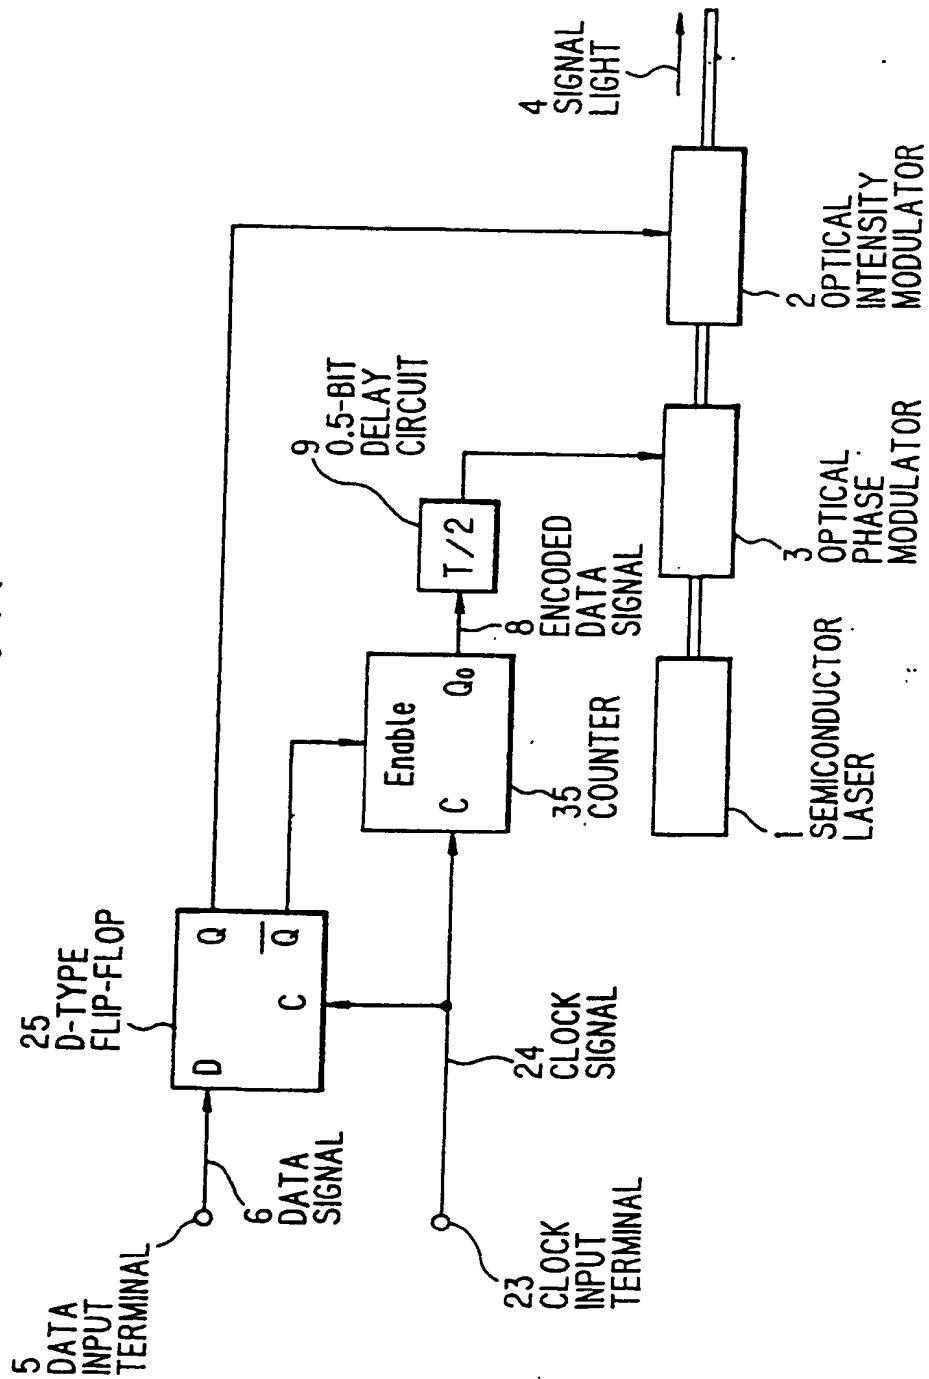 5
DATA
INPUT
TERMINAL
6
DATA
SIGNAL
25
D-TYPE
FLIP-FLOP
D
Q
Q̅
C
23
CLOCK
INPUT
TERMINAL
24
CLOCK
SIGNAL
Enable
C
Q0
35
COUNTER
8
ENCODED
DATA
SIGNAL
9
0.5-BIT
DELAY
CIRCUIT
T/2
1
SEMICONDUCTOR
LASER
3
OPTICAL
PHASE
MODULATOR
2
OPTICAL
INTENSITY
MODULATOR
4
SIGNAL
LIGHT